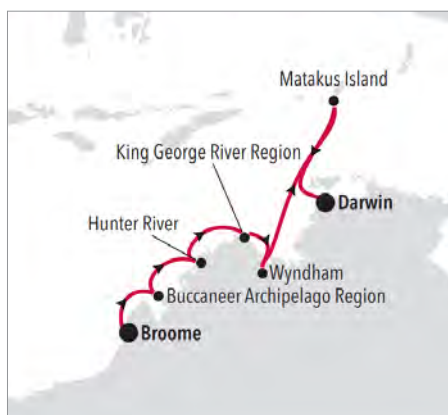 Matakus Island
King George River Region
Darwin
Hunter River
Wyndham
Buccaneer Archipelago Region
Broome